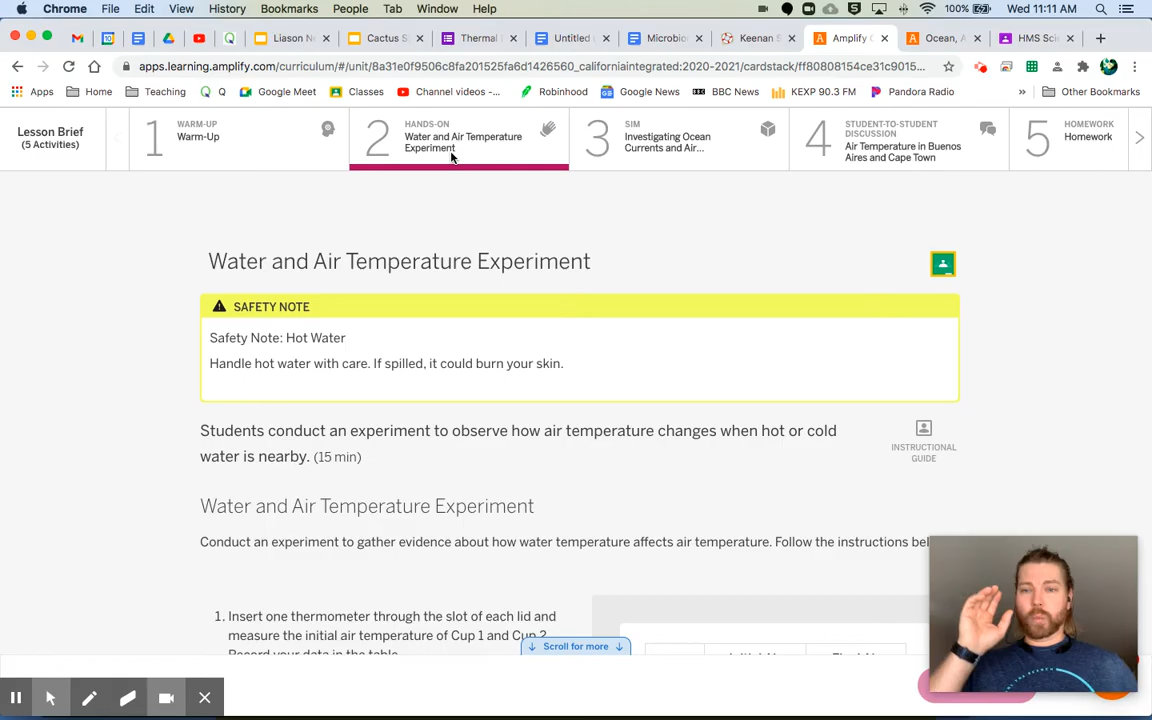 Chrome File Edit View History Bookmarks People Tab Window Help
100% Wed 11:11 AM
Liason Ne
Cactus S
Thermal
Untitled
Microbio
Keenan S
Amplify C
Ocean, A
HMS Scie
apps.learning.amplify.com/curriculum/#/unit/8a31e0f9506c8fa201525fa6d1426560_californiaintegrated:2020-2021/cardstack/ff80808154ce31c9015...
Apps Home Teaching Q Google Meet Classes Channel videos -... Robinhood Google News BBC News KEXP 90.3 FM Pandora Radio » Other Bookmarks
Lesson Brief
(5 Activities)
1
WARM-UP
Warm-Up
2
HANDS-ON
Water and Air Temperature
Experiment
3
SIM
Investigating Ocean
Currents and Air...
4
STUDENT-TO-STUDENT
DISCUSSION
Air Temperature in Buenos
Aires and Cape Town
5
HOMEWORK
Homework
Water and Air Temperature Experiment
SAFETY NOTE
Safety Note: Hot Water
Handle hot water with care. If spilled, it could burn your skin.
Students conduct an experiment to observe how air temperature changes when hot or cold
water is nearby. (15 min)
INSTRUCTIONAL
GUIDE
Water and Air Temperature Experiment
Conduct an experiment to gather evidence about how water temperature affects air temperature. Follow the instructions bel
1. Insert one thermometer through the slot of each lid and
measure the initial air temperature of Cup 1 and Cup 2.
Record your data in the table.
Scroll for more